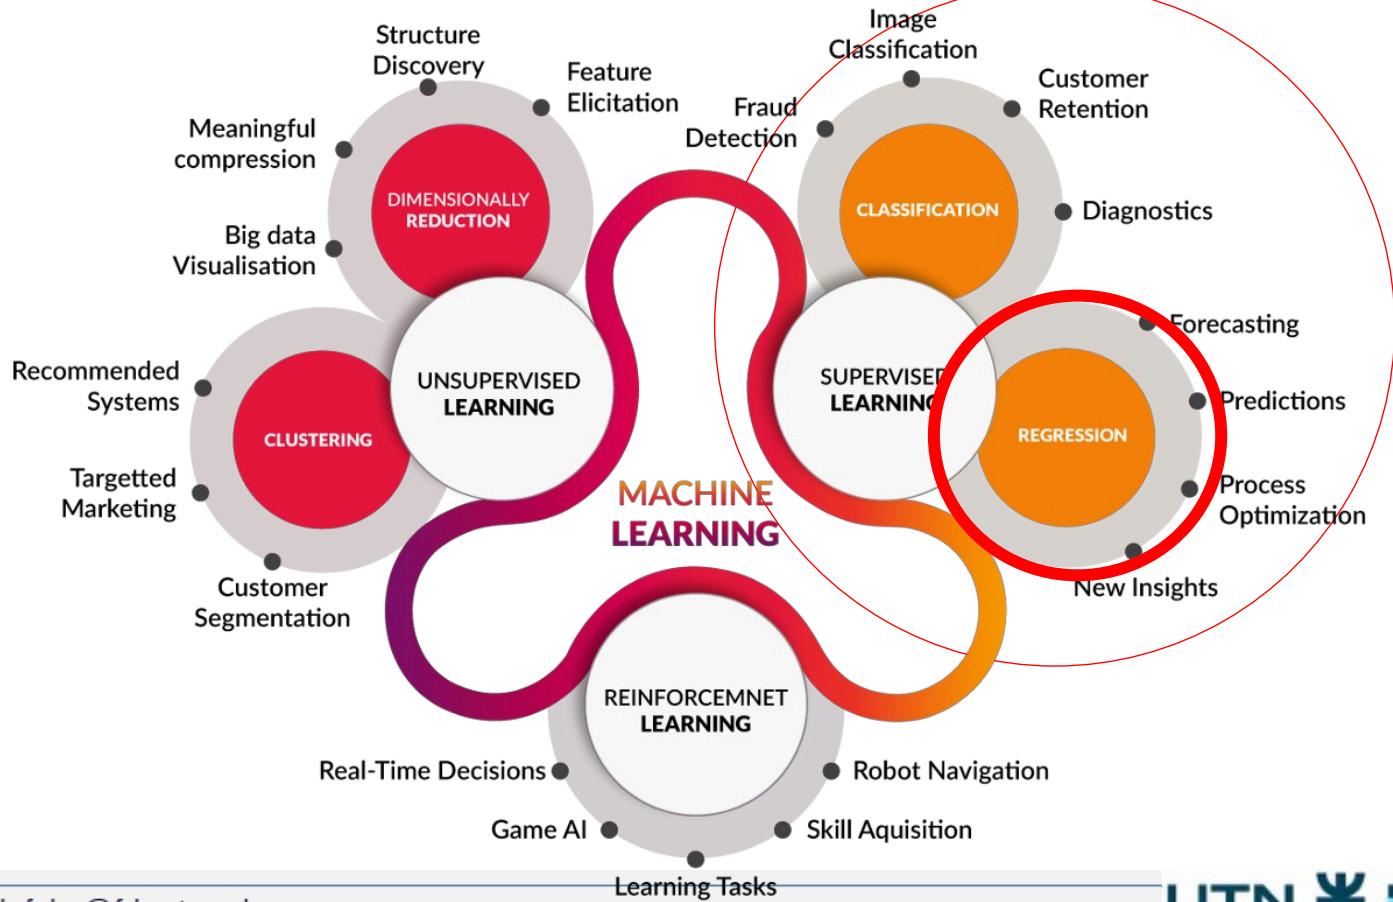 Structure
Discovery
Feature
Elicitation
Meaningful
compression
Big data
Visualisation
DIMENSIONALLY
REDUCTION
Recommended
Systems
Targetted
Marketing
Customer
Segmentation
CLUSTERING
UNSUPERVISED
LEARNING
Image
Classification
Customer
Retention
Fraud
Detection
Diagnostics
CLASSIFICATION
SUPERVISED
LEARNING
Forecasting
Predictions
Process
Optimization
New Insights
REGRESSION
MACHINE
LEARNING
REINFORCEMNET
LEARNING
Real-Time Decisions
Game AI
Learning Tasks
Skill Aquisition
Robot Navigation
UTN